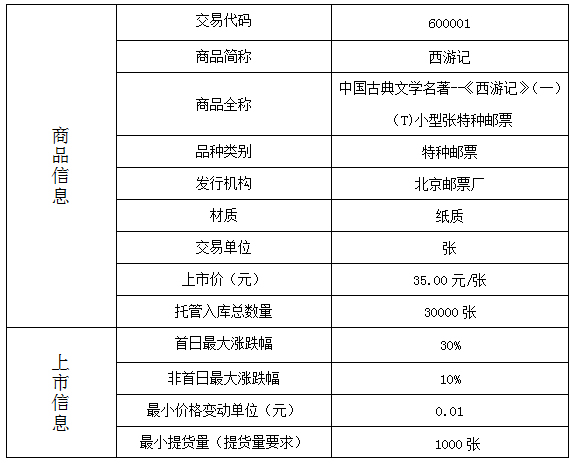 商品信息
交易代码 600001
商品简称 西游记
商品全称 中国古典文学名著--《西游记》（一）
（T)小型张特种邮票
品种类别 特种邮票
发行机构 北京邮票厂
材质 纸质
交易单位 张
上市价（元） 35.00 元/张
托管入库总数量 30000 张
上市信息
首日最大涨跌幅 30%
非首日最大涨跌幅 10%
最小价格变动单位（元） 0.01
最小提货量（提货量要求） 1000 张